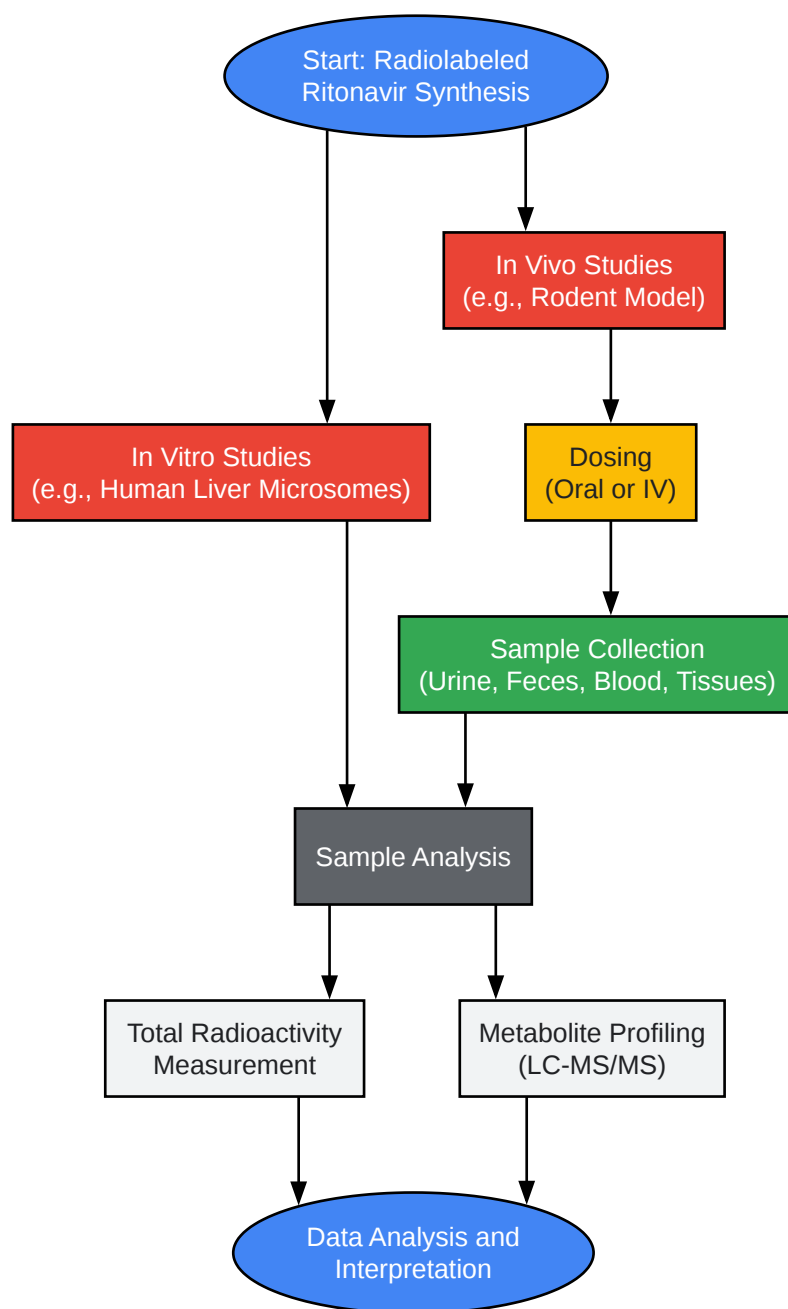 Start: Radiolabeled
Ritonavir Synthesis
In Vivo Studies
(e.g., Rodent Model)
In Vitro Studies
(e.g., Human Liver Microsomes)
Dosing
(Oral or IV)
Sample Collection
(Urine, Feces, Blood, Tissues)
Sample Analysis
Total Radioactivity
Measurement
Metabolite Profiling
(LC-MS/MS)
Data Analysis and
Interpretation